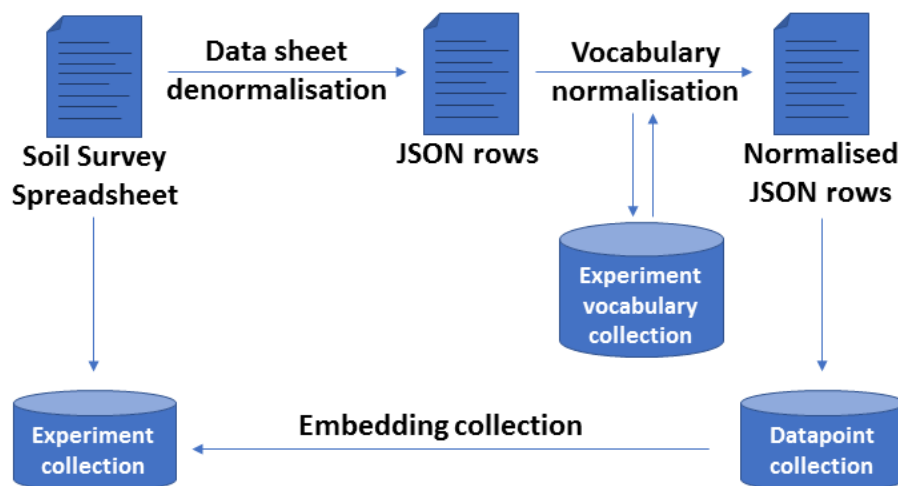 Data sheet
denormalisation
Vocabulary
normalisation
Soil Survey
Spreadsheet
JSON rows
Normalised
JSON rows
Experiment
vocabulary
collection
Experiment
collection
Embedding collection
Datapoint
collection